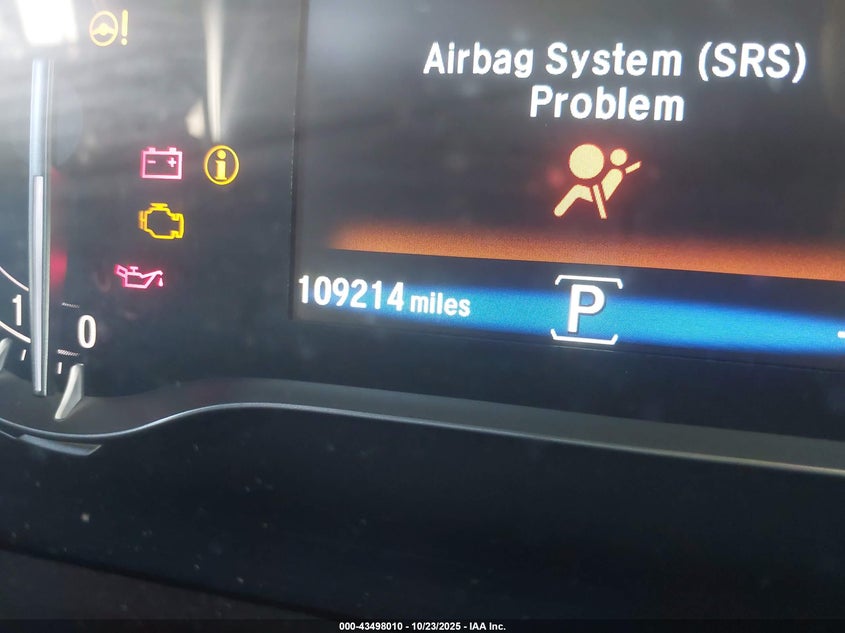 Airbag System (SRS)
Problem
109214 miles
P
1
0
000-43498010 - 10/23/2025 - IAA Inc.